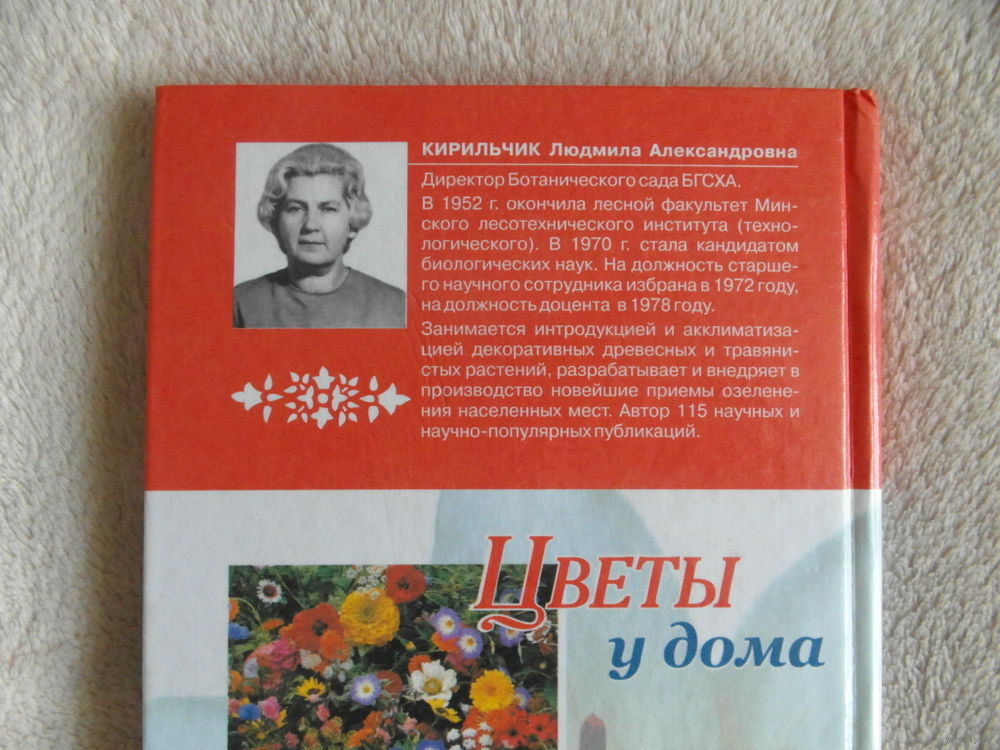 КИРИЛЬЧИК Людмила Александровна
Директор Ботанического сада БГСХА.
В 1952 г. окончила лесной факультет Мин-
ского лесотехнического института (техно-
логического). В 1970 г. стала кандидатом
биологических наук. На должность старше-
го научного сотрудника избрана в 1972 году,
на должность доцента в 1978 году.
Занимается интродукцией и акклиматиза-
цией декоративных древесных и травяни-
стых растений, разрабатывает и внедряет в
производство новейшие приемы озелене-
ния населенных мест. Автор 115 научных и
научно-популярных публикаций.
Цветы
у дома